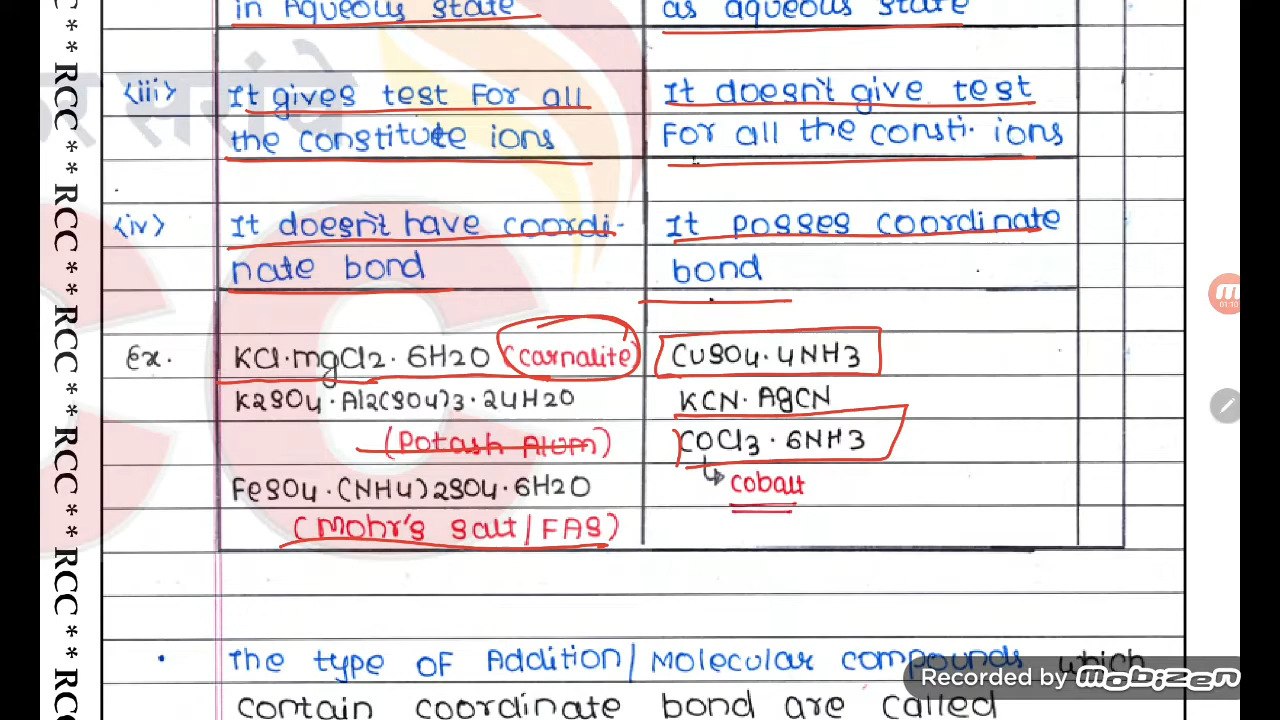 in Aqueous state
as aqueous state
<iii>
It gives test For all
the constitute ions
It doesn't give test
For all the consti. ions
<iv>
It doesn't have coordi-
nate bond
It posses coordinate
bond
Ex.
KCl·mgCl2·6H2O (carnalite)
K2SO4·Al2(SO4)3·24H2O
(Potash Alum)
FeSO4·(NH4)2SO4·6H2O
(Mohr's salt/FAS)
CuSO4·4NH3
KCN·AgCN
COCl3·6NH3
cobalt
• The type OF Addition/Molecular compounds which
contain coordinate bond are called
* * RCC * * RCC * * RCC * * RCC * * RCC * * RCC
Recorded by mobizen
1:10